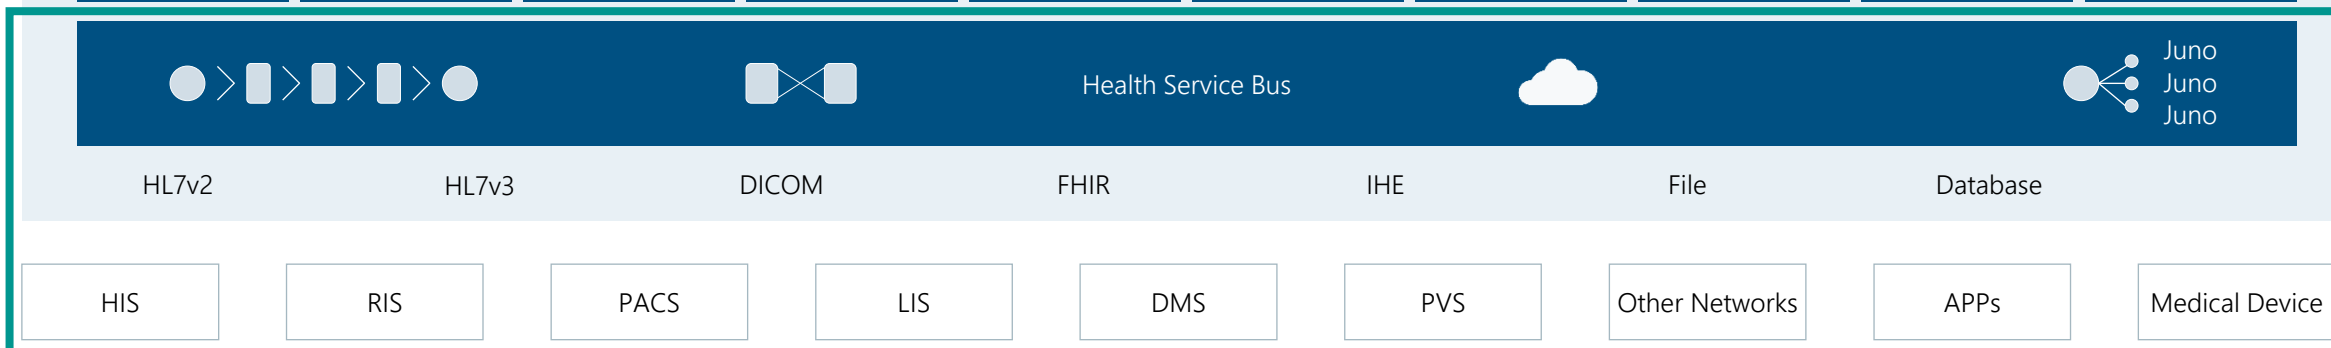 Juno
Health Service Bus
Juno
Juno
HL7v2
HL7v3
DICOM
FHIR
IHE
File
Database
HIS
RIS
PACS
LIS
DMS
PVS
Other Networks
APPs
Medical Device